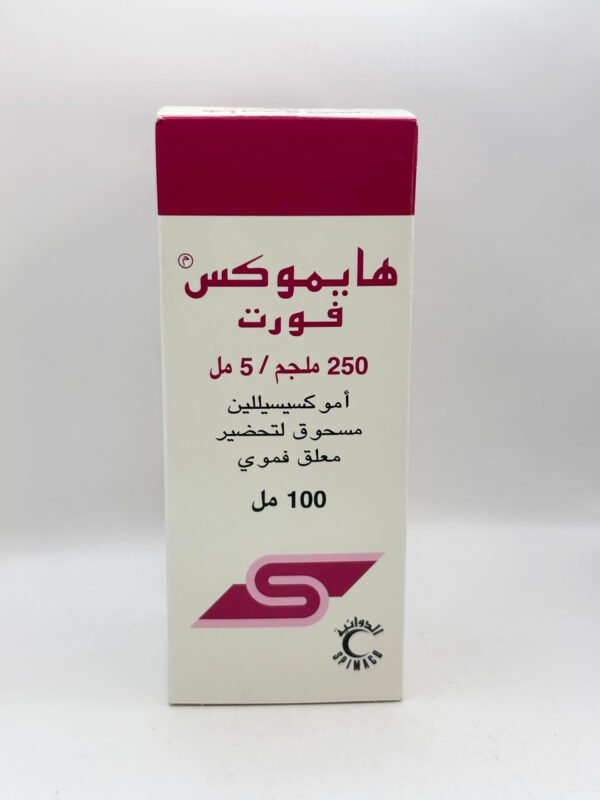 هايموكس م
فورت
250 ملجم / 5 مل
أموكسيسيللين
مسحوق لتحضير
معلق فموي
100 مل
الدوائية
SPIMACO